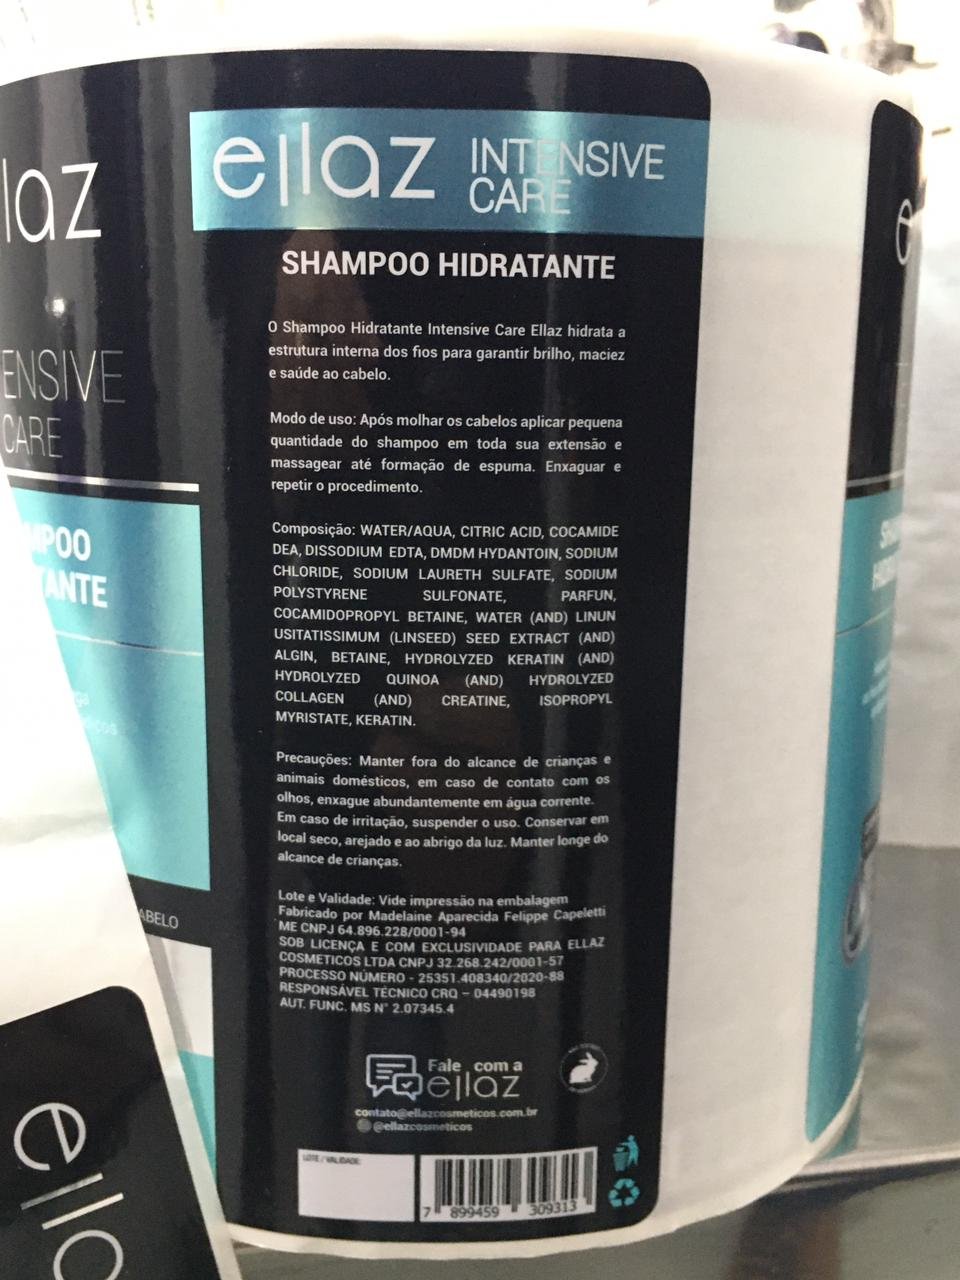 ellaz INTENSIVE
CARE
SHAMPOO HIDRATANTE
O Shampoo Hidratante Intensive Care Ellaz hidrata a
estrutura interna dos fios para garantir brilho, maciez
e saúde ao cabelo.
Modo de uso: Após molhar os cabelos aplicar pequena
quantidade do shampoo em toda sua extensão e
massagear até formação de espuma. Enxaguar e
repetir o procedimento.
Composição: WATER/AQUA, CITRIC ACID, COCAMIDE
DEA, DISSODIUM EDTA, DMDM HYDANTOIN, SODIUM
CHLORIDE, SODIUM LAURETH SULFATE, SODIUM
POLYSTYRENE SULFONATE, PARFUN,
COCAMIDOPROPYL BETAINE, WATER (AND) LINUN
USITATISSIMUM (LINSEED) SEED EXTRACT (AND)
ALGIN, BETAINE, HYDROLYZED KERATIN (AND)
HYDROLYZED QUINOA (AND) HYDROLYZED
COLLAGEN (AND) CREATINE, ISOPROPYL
MYRISTATE, KERATIN.
Precauções: Manter fora do alcance de crianças e
animais domésticos, em caso de contato com os
olhos, enxague abundantemente em água corrente.
Em caso de irritação, suspender o uso. Conservar em
local seco, arejado e ao abrigo da luz. Manter longe do
alcance de crianças.
Lote e Validade: Vide impressão na embalagem
Fabricado por Madelaine Aparecida Felippe Capeletti
ME CNPJ 64.896.228/0001-94
SOB LICENÇA E COM EXCLUSIVIDADE PARA ELLAZ
COSMETICOS LTDA CNPJ 32.268.242/0001-57
PROCESSO NÚMERO - 25351.408340/2020-88
RESPONSÁVEL TÉCNICO CRQ – 04490198
AUT. FUNC. MS N° 2.07345.4
Fale com a
ellaz
contato@ellazcosmeticos.com.br
@ellazcosmeticos
LOTE / VALIDADE:
7 899459 309313
laz
ENSIVE
CARE
MPOO
TANTE
ABELO
ella